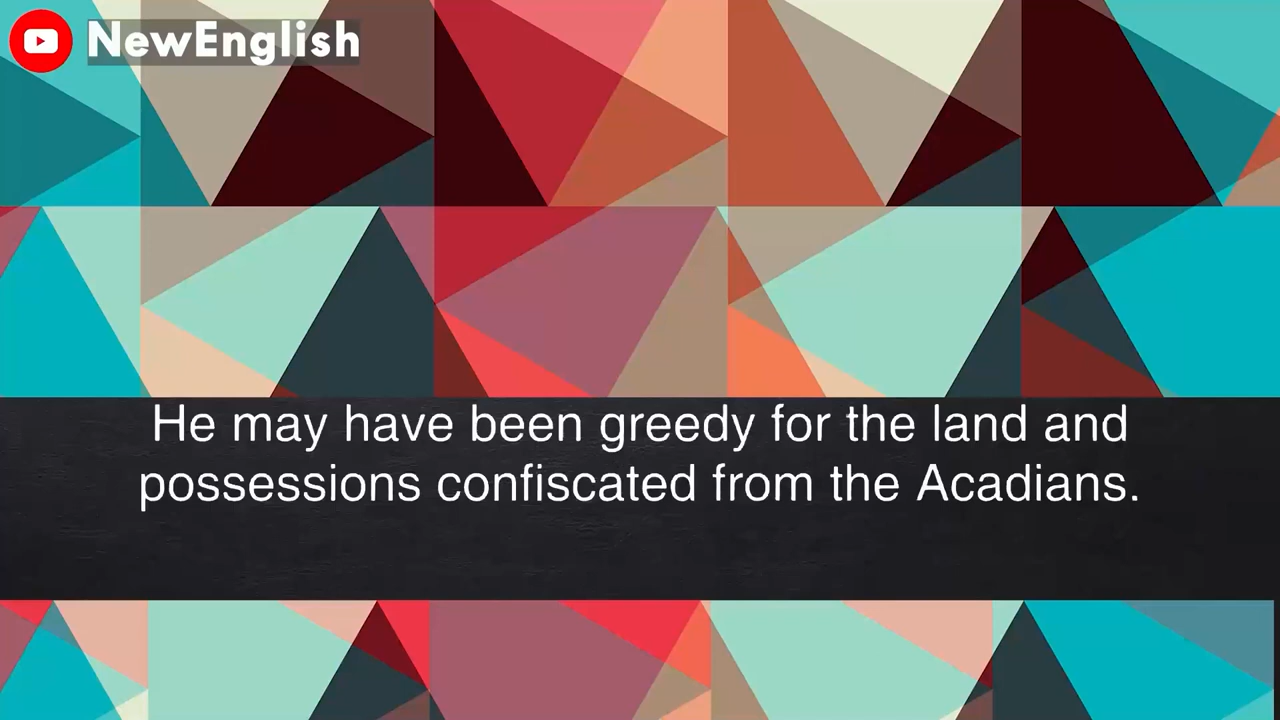 NewEnglish
He may have been greedy for the land and
possessions confiscated from the Acadians.